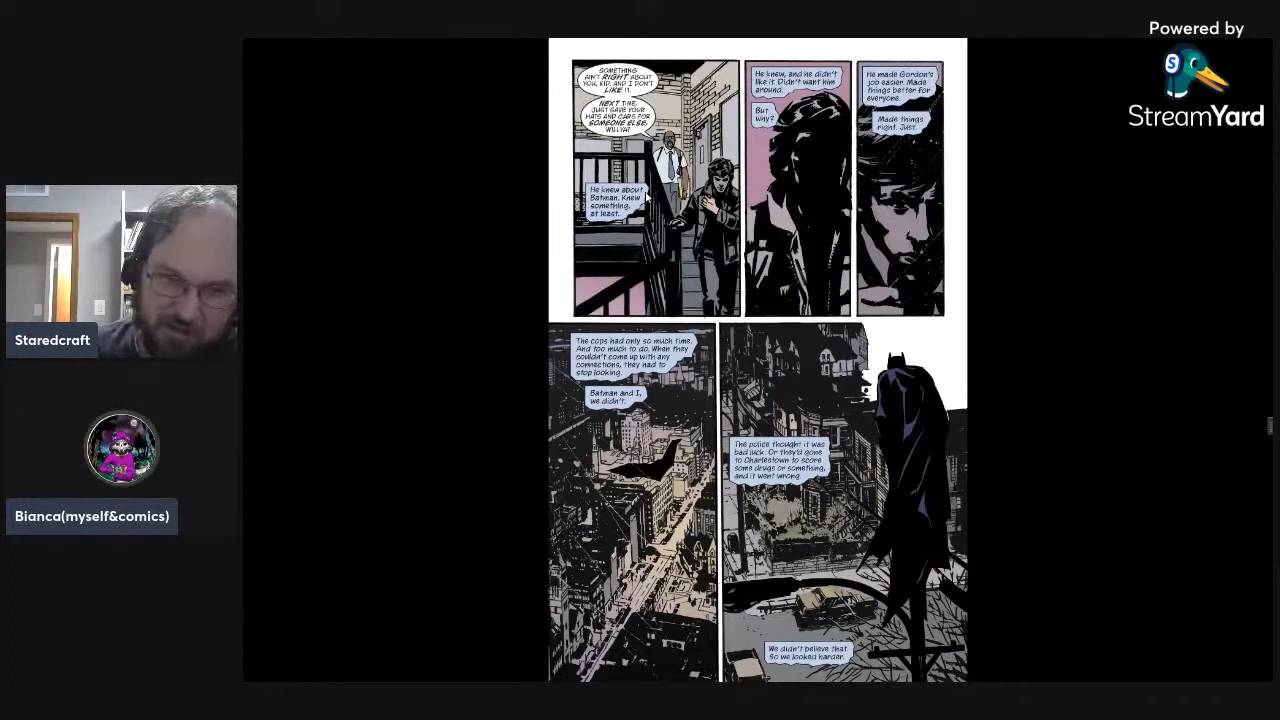 Powered by
StreamYard
SOMETHING
AIN'T RIGHT ABOUT
YOU, KID, AND I DON'T
LIKE IT.
NEXT TIME,
JUST SAVE YOUR
HATS AND CARS FOR
SOMEONE ELSE,
WILLYA?
He knew about
Batman. Knew
something,
at least.
He knew, and he didn't
like it. Didn't want him
around.
But
why?
He made Gordon's
job easier. Made
things better for
everyone.
Made things
right. Just.
The cops had only so much time.
And too much to do. When they
couldn't come up with any
connections, they had to
stop looking.
Batman and I,
we didn't.
The police thought it was
bad luck. Or they'd gone
to Charlestown to score
some drugs or something,
and it went wrong.
We didn't believe that.
So we looked harder.
Staredcraft
Bianca(myself&comics)